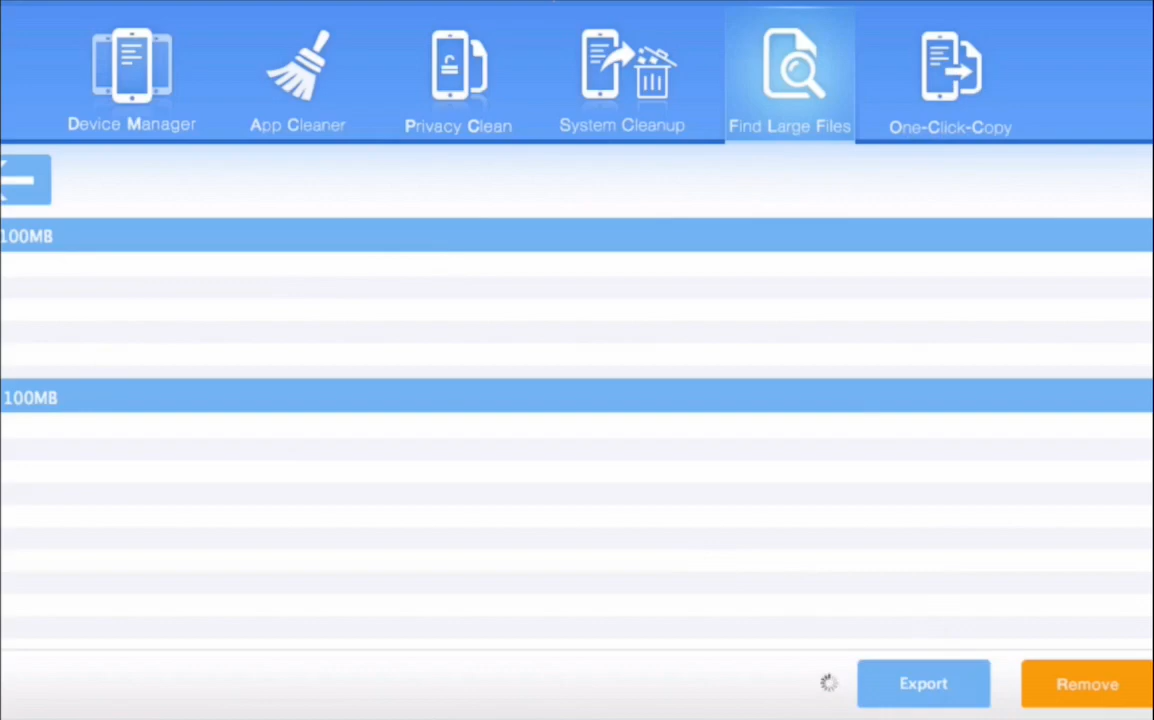 Device Manager
App Cleaner
Privacy Clean
System Cleanup
Find Large Files
One-Click-Copy
100MB
100MB
Export
Remove